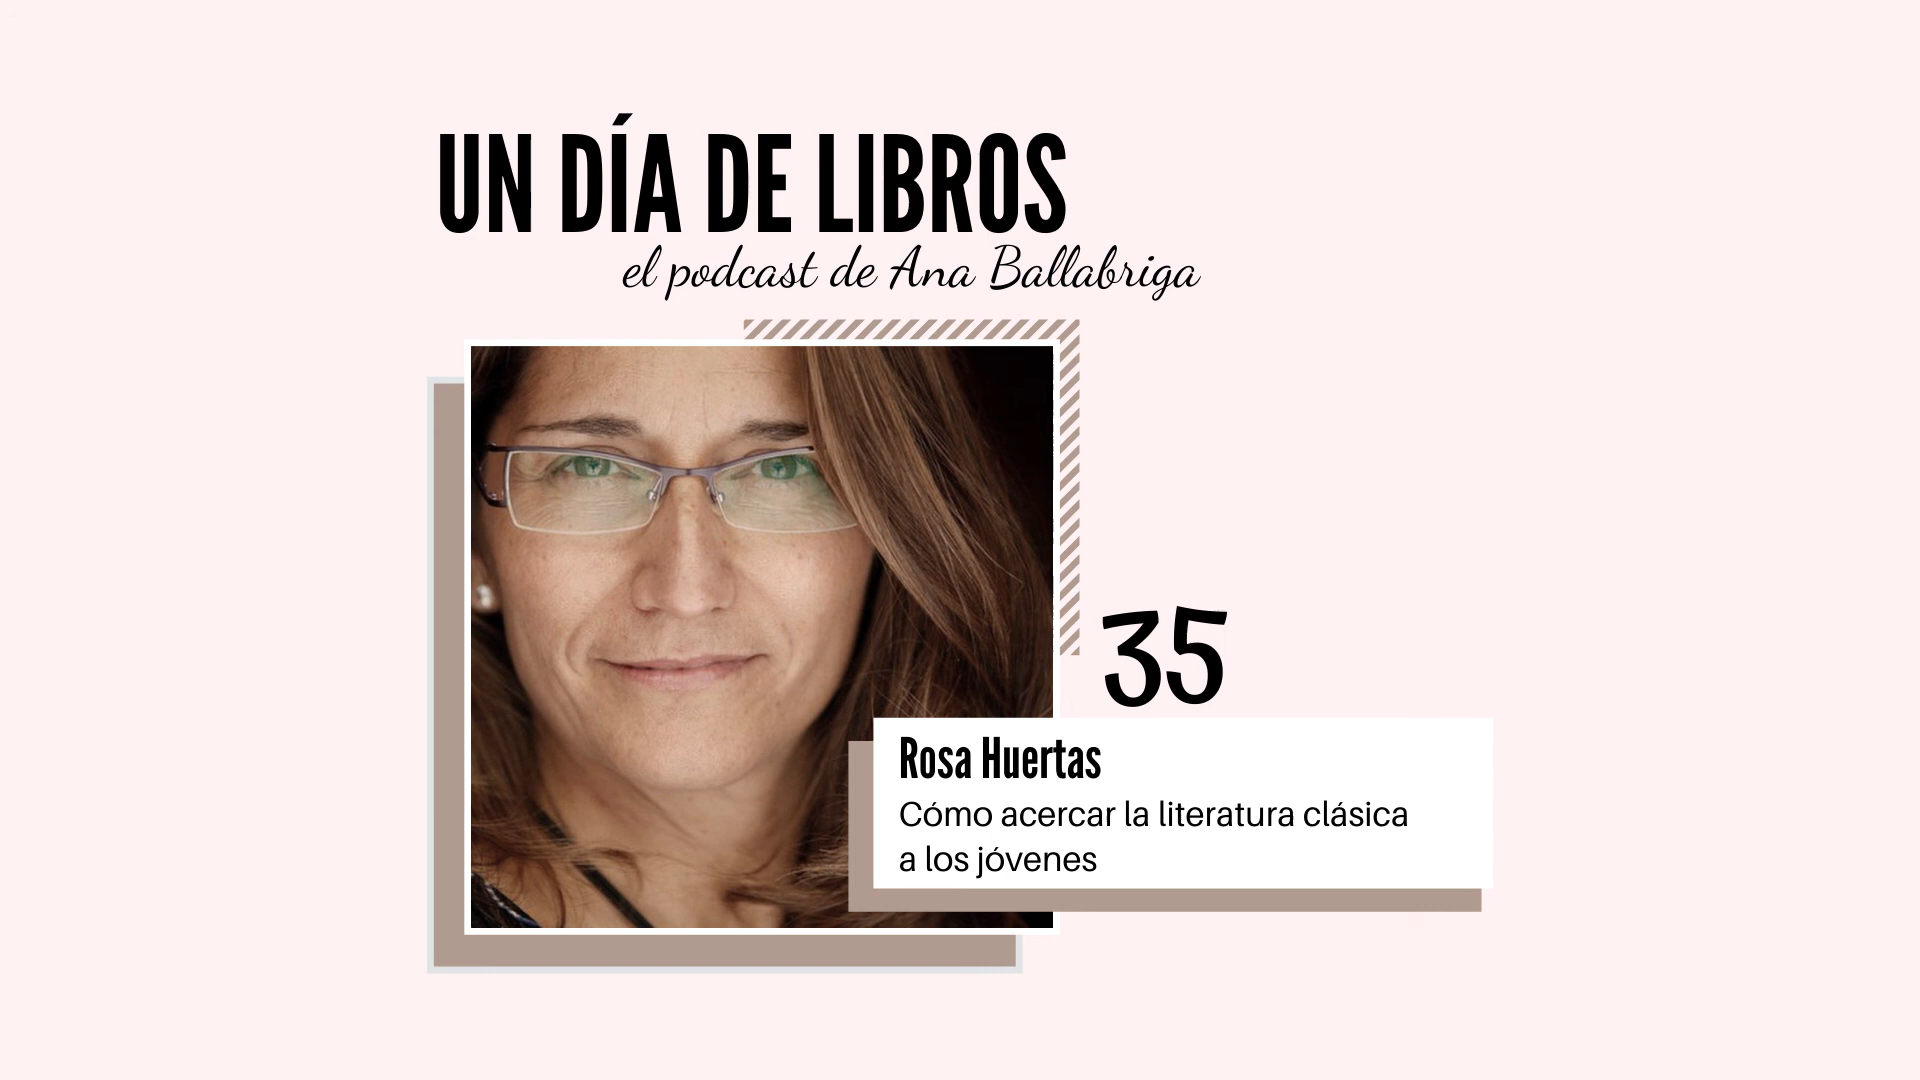 UN DÍA DE LIBROS
el podcast de Ana Ballabriga
35
Rosa Huertas
Cómo acercar la literatura clásica
a los jóvenes